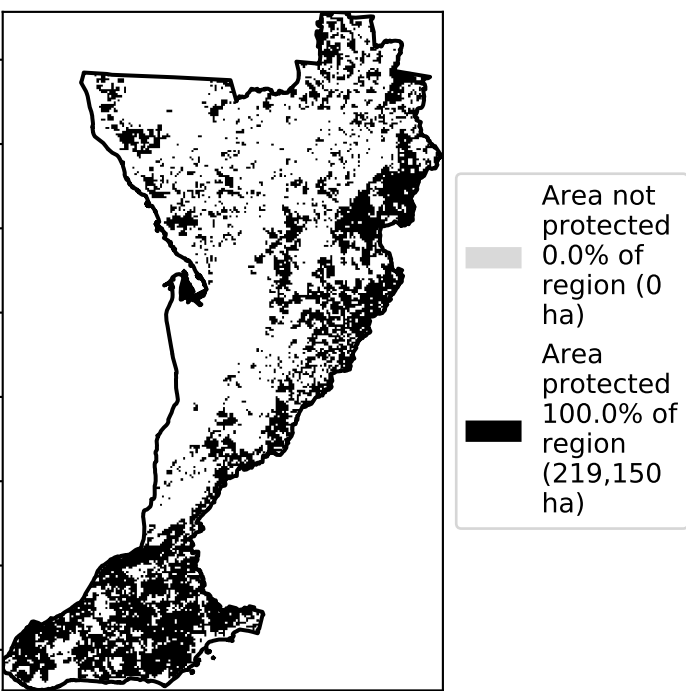 Area not
protected
0.0% of
region (0
ha)
Area
protected
100.0% of
region
(219,150
ha)